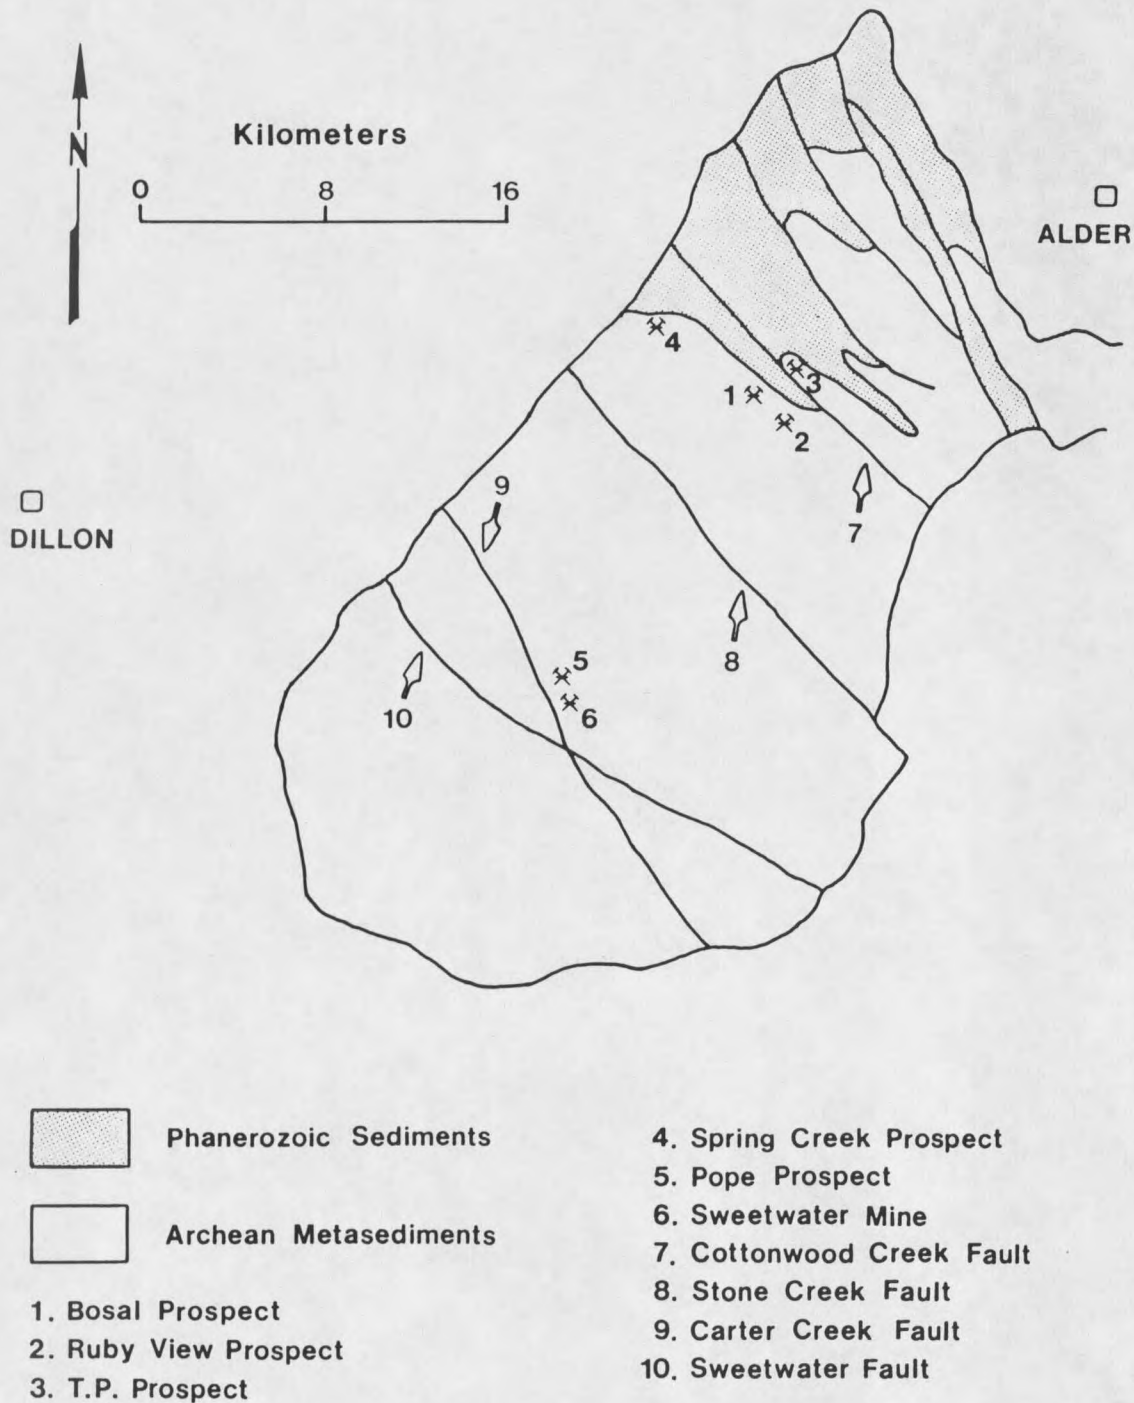 N
Kilometers
0 8 16
ALDER
DILLON
4
1
3
2
9
7
8
5
6
10
Phanerozoic Sediments
Archean Metasediments
1. Bosal Prospect
2. Ruby View Prospect
3. T.P. Prospect
4. Spring Creek Prospect
5. Pope Prospect
6. Sweetwater Mine
7. Cottonwood Creek Fault
8. Stone Creek Fault
9. Carter Creek Fault
10. Sweetwater Fault